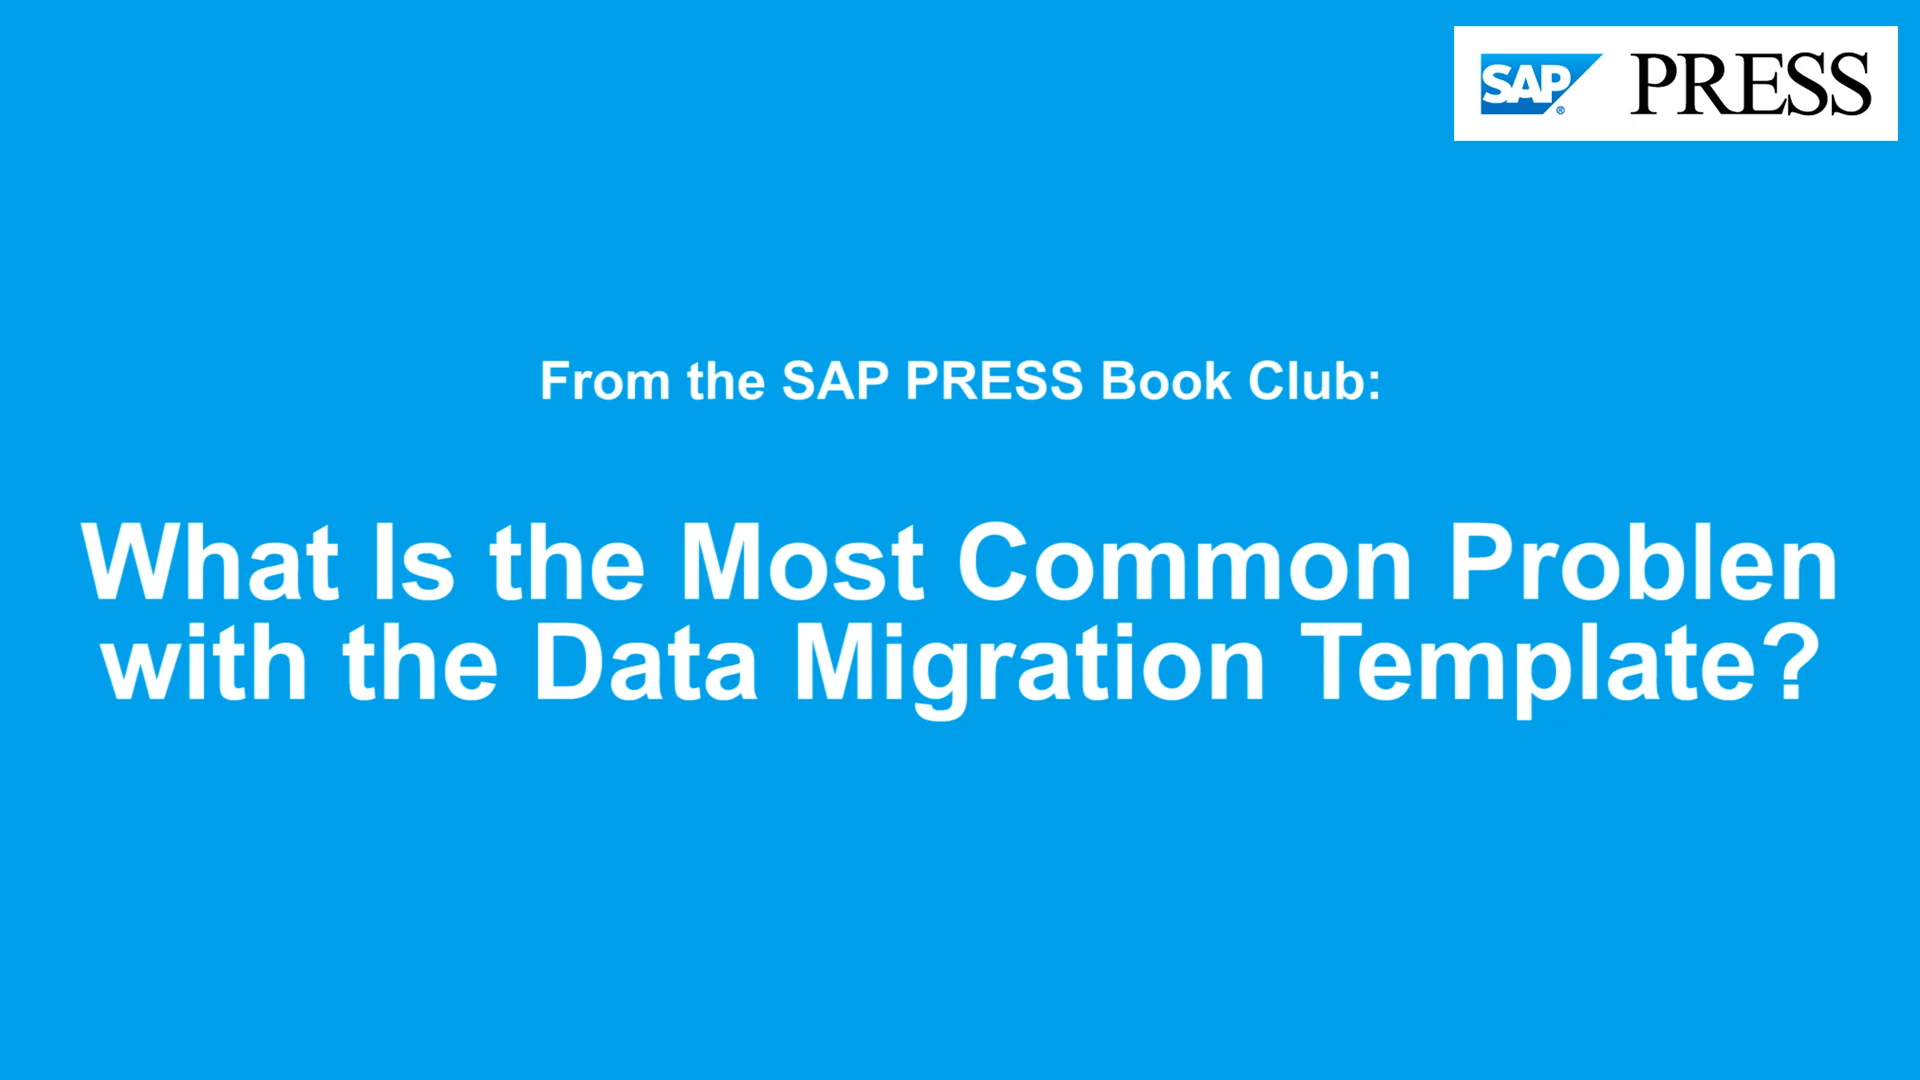 SAP® PRESS
From the SAP PRESS Book Club:
What Is the Most Common Problen
with the Data Migration Template?